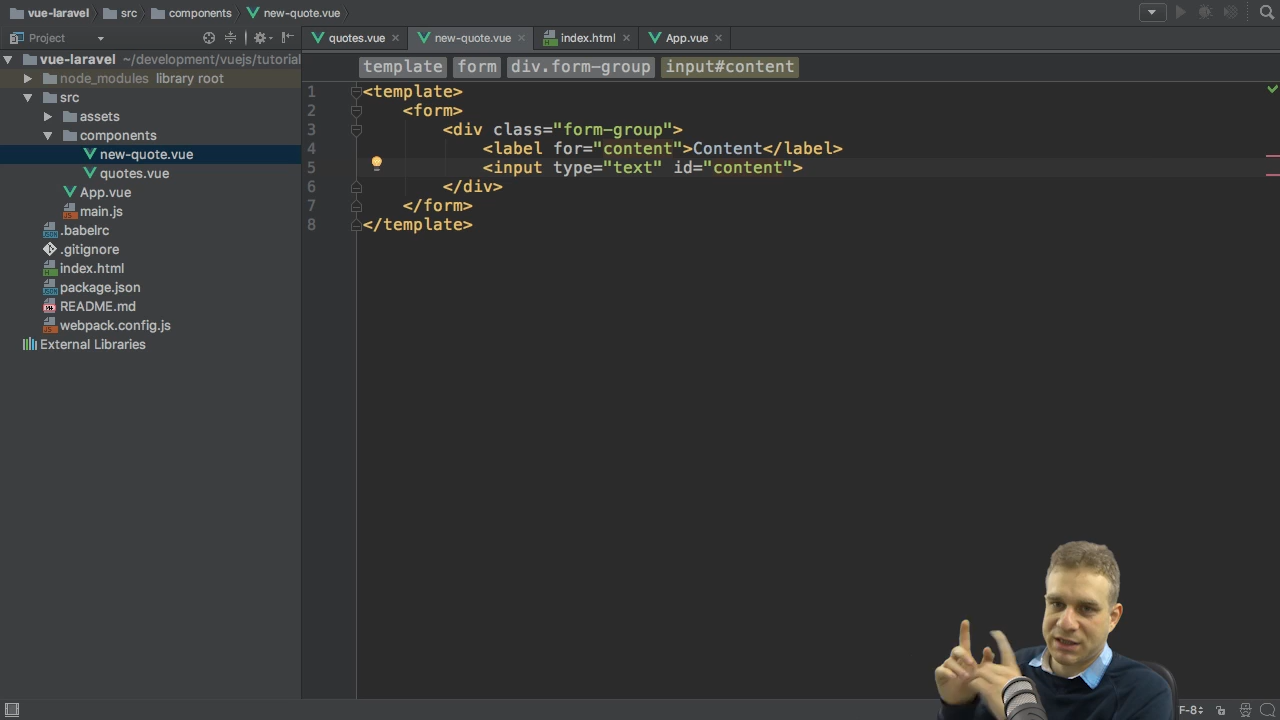 vue-laravel src components new-quote.vue
Project
quotes.vue new-quote.vue index.html App.vue
vue-laravel ~/development/vuejs/tutorial
node_modules library root
src
assets
components
new-quote.vue
quotes.vue
App.vue
main.js
.babelrc
.gitignore
index.html
package.json
README.md
webpack.config.js
External Libraries
template form div.form-group input#content
1 <template>
2 <form>
3 <div class="form-group">
4 <label for="content">Content</label>
5 <input type="text" id="content">
6 </div>
7 </form>
8 </template>
F-8